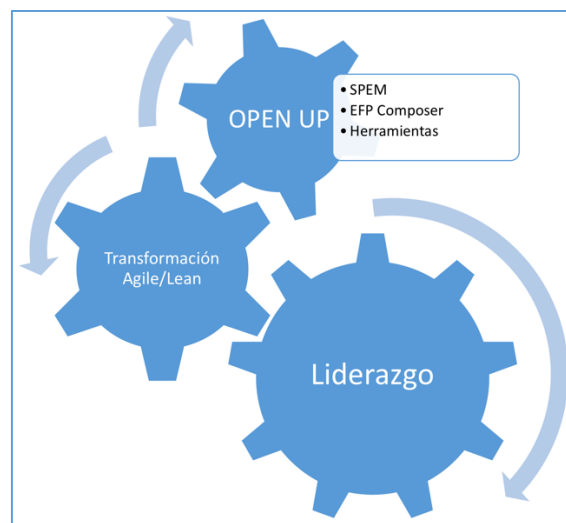 OPEN UP
• SPEM
• EFP Composer
• Herramientas
Transformación
Agile/Lean
Liderazgo